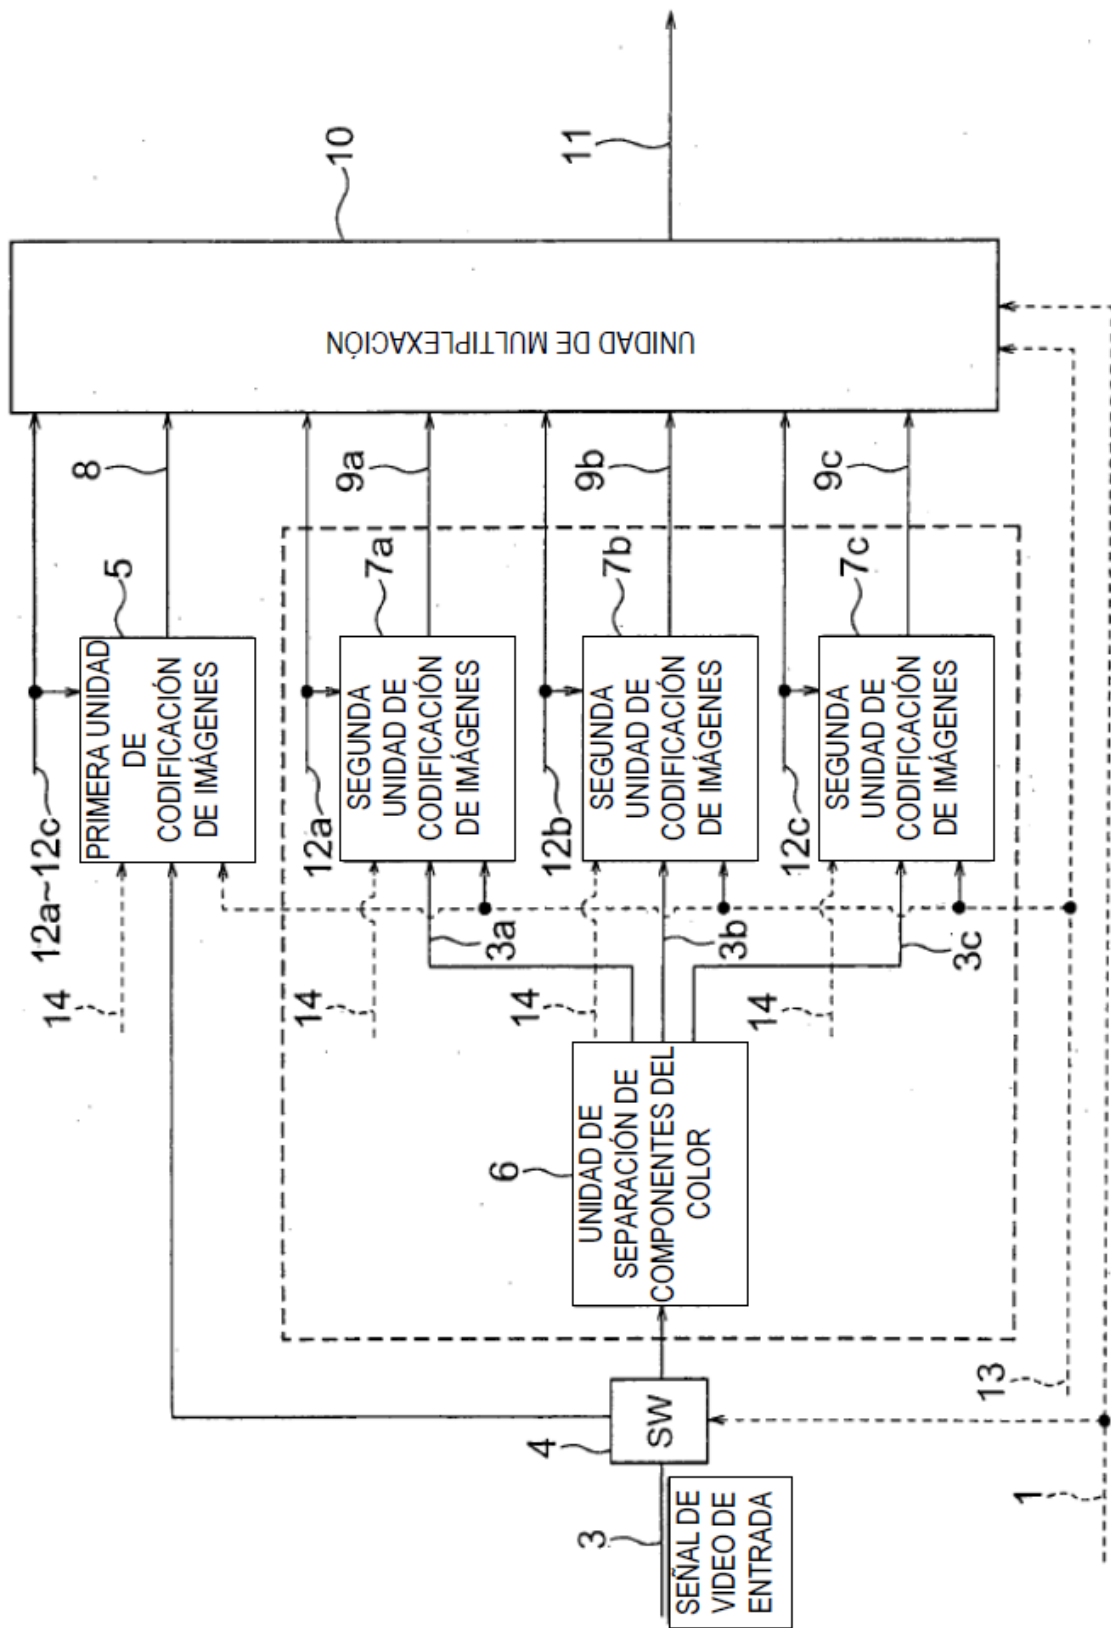 10
11
UNIDAD DE MULTIPLEXACIÓN
8
9a
9b
9c
5
7a
7b
7c
PRIMERA UNIDAD
DE
CODIFICACIÓN
DE IMÁGENES
SEGUNDA
UNIDAD DE
CODIFICACIÓN
DE IMÁGENES
SEGUNDA
UNIDAD DE
CODIFICACIÓN
DE IMÁGENES
SEGUNDA
UNIDAD DE
CODIFICACIÓN
DE IMÁGENES
12a~12c
12a
12b
12c
14
14
14
14
3a
3b
3c
6
UNIDAD DE
SEPARACIÓN DE
COMPONENTES DEL
COLOR
4
SW
13
1
3
SEÑAL DE
VIDEO DE
ENTRADA